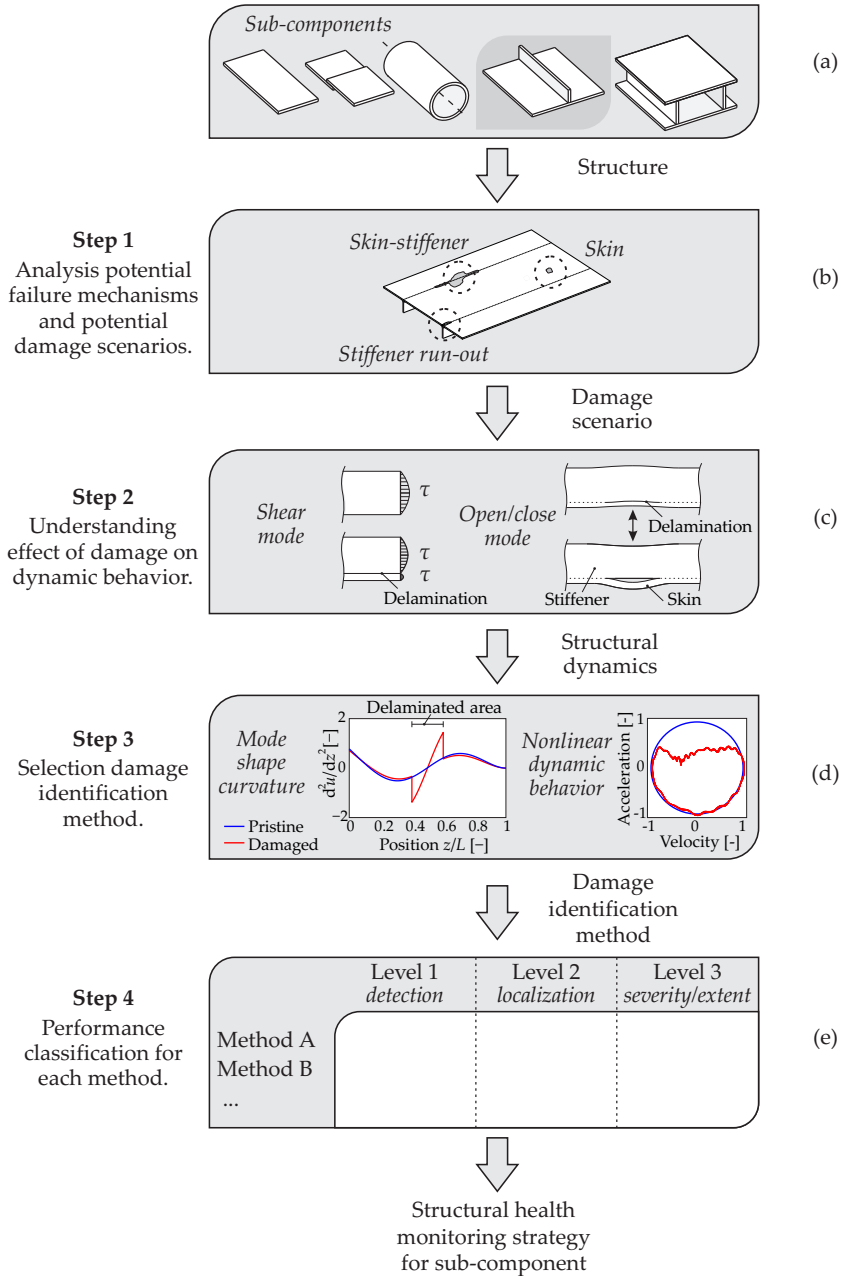 Sub-components
(a)
Structure
Step 1
Analysis potential
failure mechanisms
and potential
damage scenarios.
Skin-stiffener
Skin
Stiffener run-out
(b)
Damage
scenario
Step 2
Understanding
effect of damage on
dynamic behavior.
Shear
mode
τ
τ
τ
Delamination
Open/close
mode
Delamination
Stiffener
Skin
(c)
Structural
dynamics
Step 3
Selection damage
identification
method.
Mode
shape
curvature
Pristine
Damaged
Delaminated area
d²u/dz² [−]
2
0
−2
0 0.2 0.4 0.6 0.8 1
Position z/L [−]
Nonlinear
dynamic
behavior
Acceleration [-]
1
0
-1
-1 0 1
Velocity [-]
(d)
Damage
identification
method
Step 4
Performance
classification for
each method.
Level 1
detection
Level 2
localization
Level 3
severity/extent
Method A
Method B
...
(e)
Structural health
monitoring strategy
for sub-component